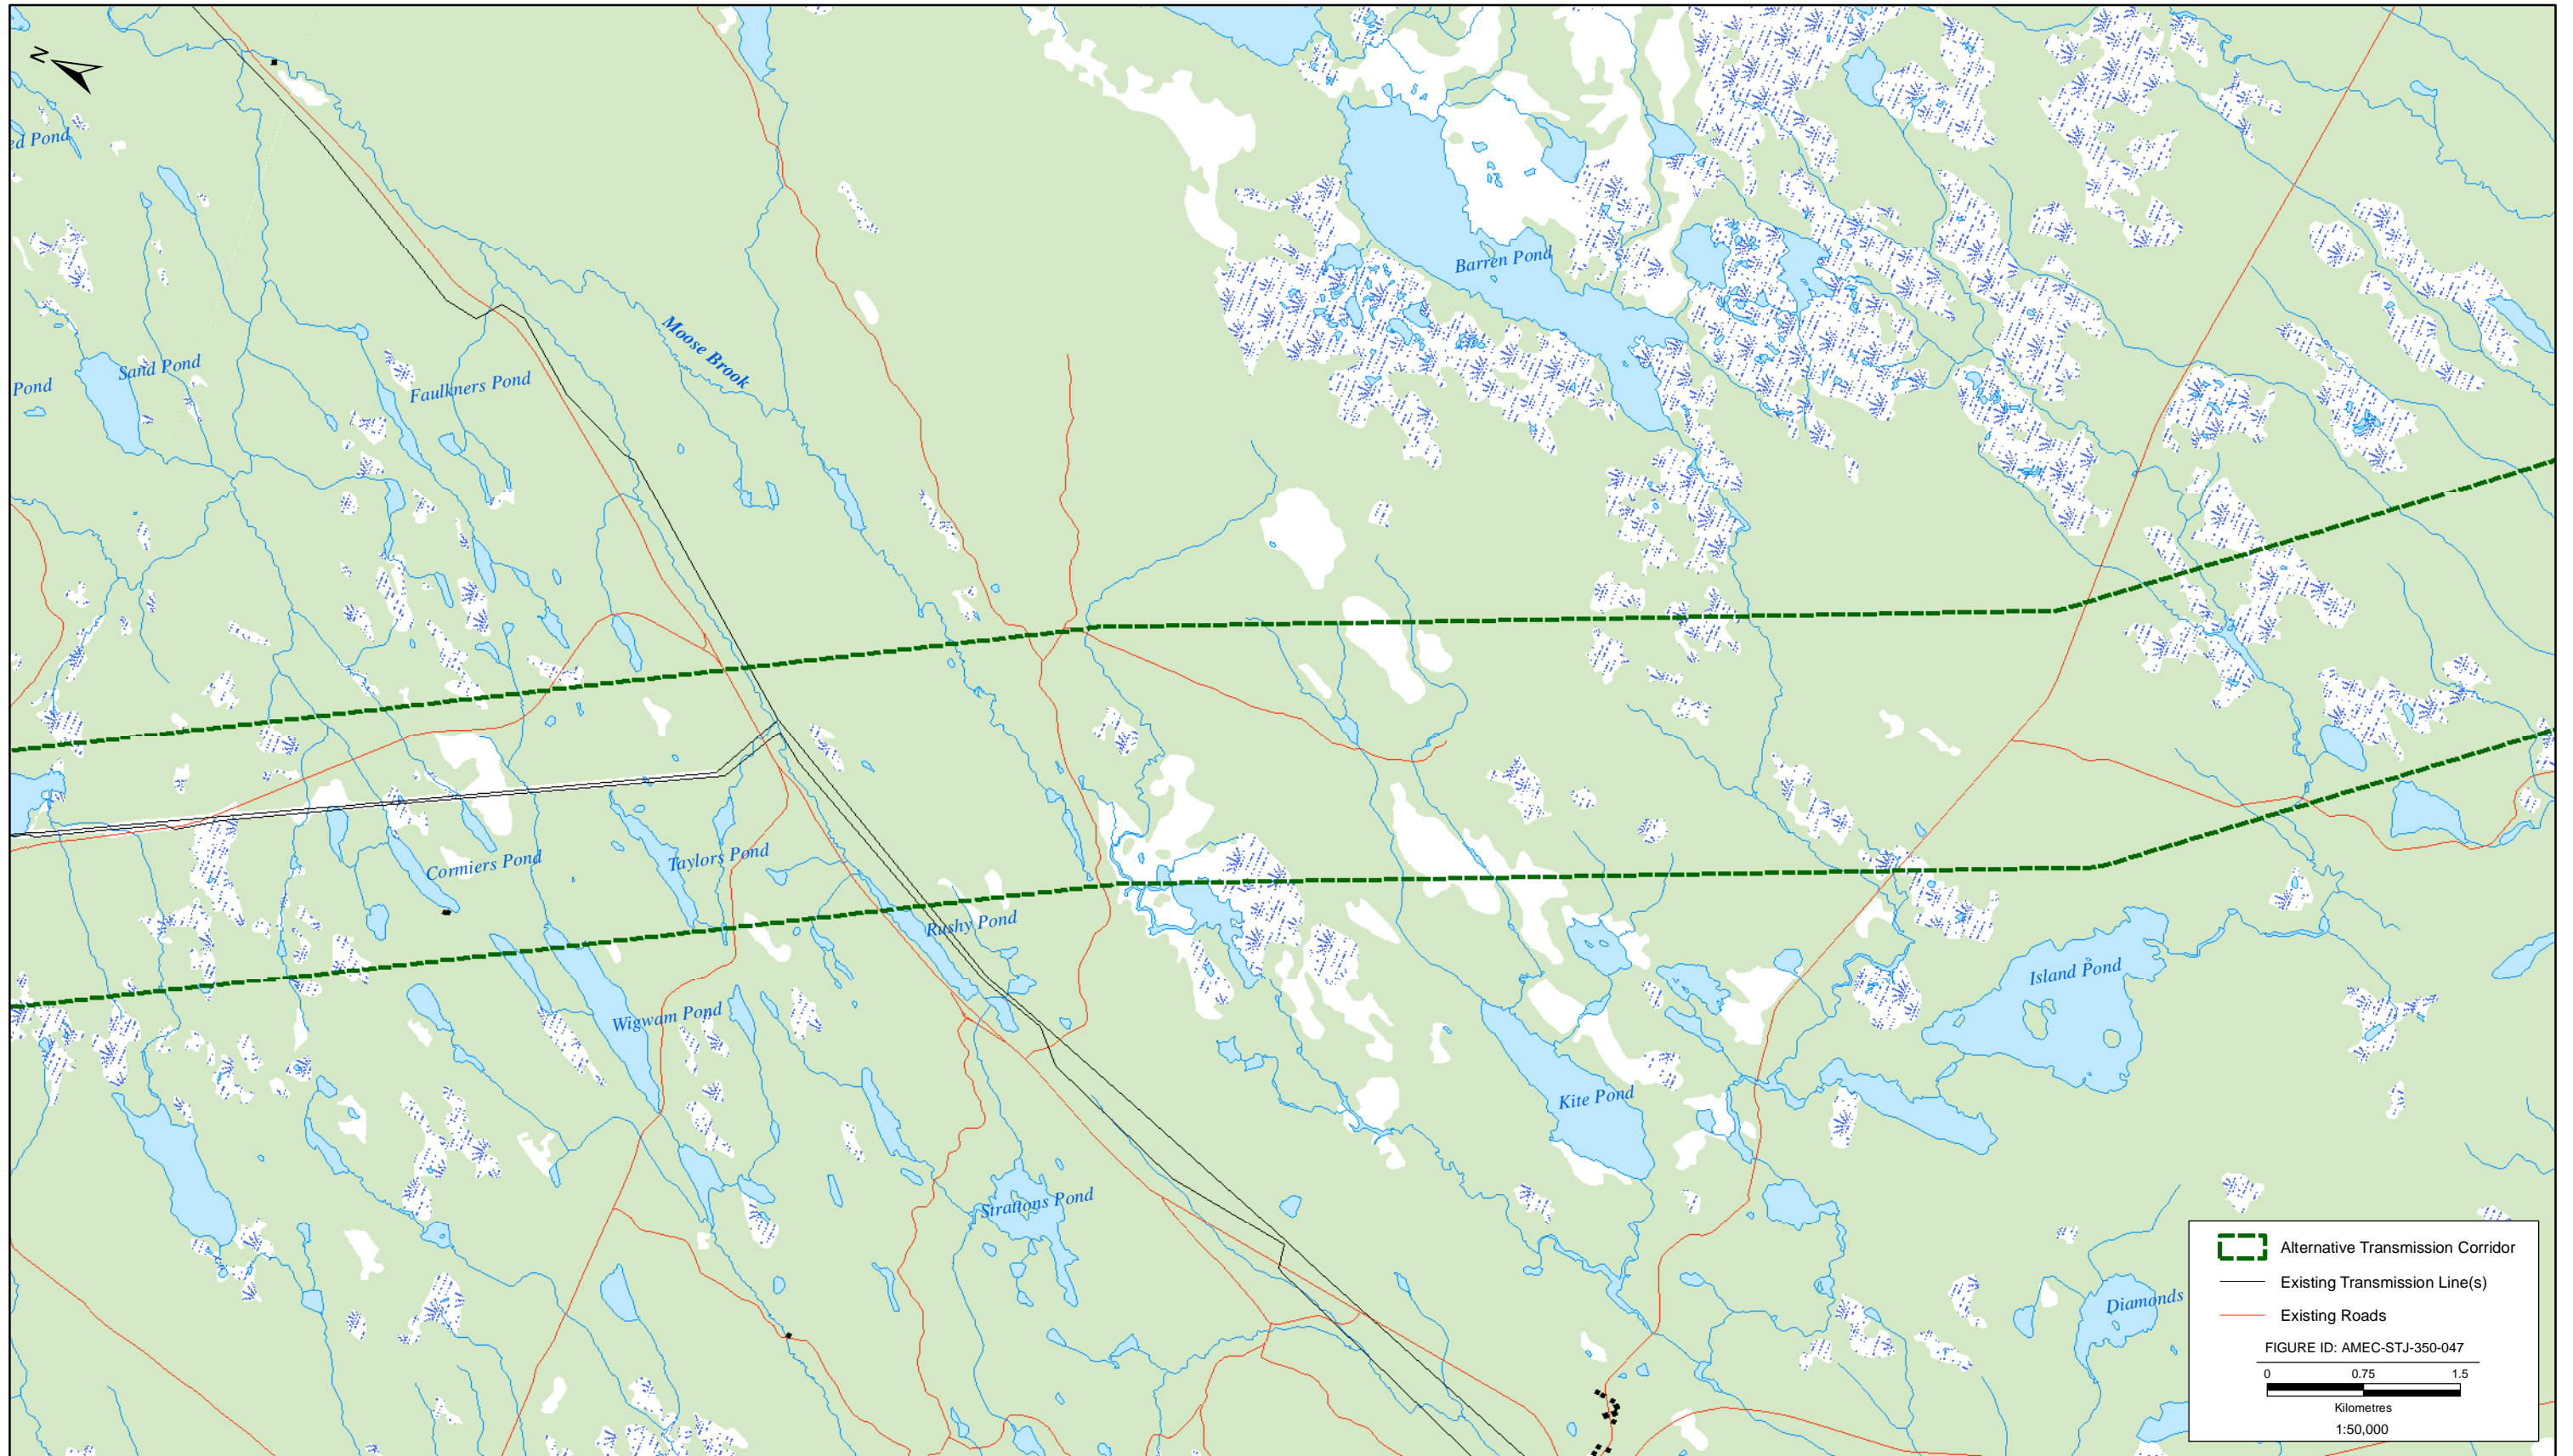 N
ed Pond
Barren Pond
Moose Brook
Sand Pond
Pond
Faulkners Pond
Cormiers Pond
Taylors Pond
Rushy Pond
Island Pond
Wigwam Pond
Kite Pond
Strattons Pond
Diamonds
Alternative Transmission Corridor
Existing Transmission Line(s)
Existing Roads
FIGURE ID: AMEC-STJ-350-047
0 0.75 1.5
Kilometres
1:50,000